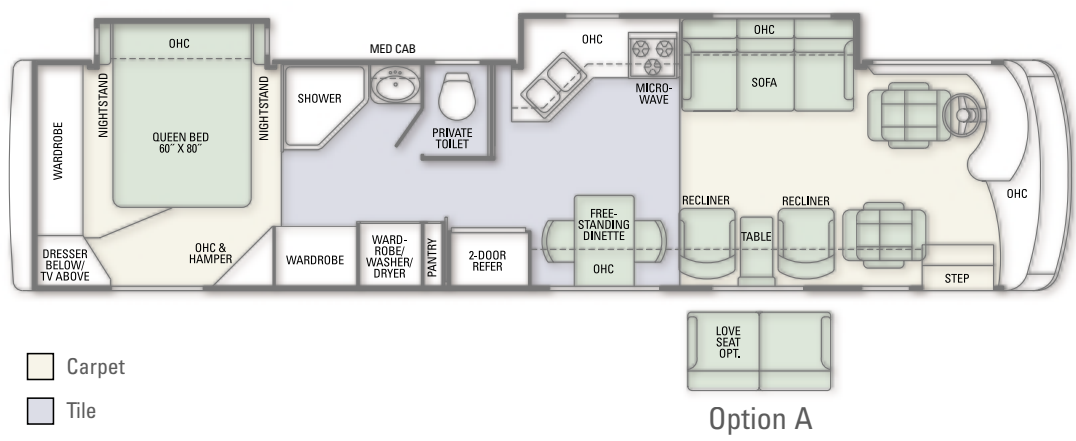 OHC
NIGHTSTAND
NIGHTSTAND
QUEEN BED
60" X 80"
WARDROBE
DRESSER
BELOW/
TV ABOVE
OHC &
HAMPER
MED CAB
SHOWER
PRIVATE
TOILET
WARDROBE
WARD-
ROBE/
WASHER/
DRYER
PANTRY
2-DOOR
REFER
OHC
MICRO-
WAVE
FREE-
STANDING
DINETTE
OHC
OHC
SOFA
RECLINER
TABLE
RECLINER
OHC
STEP
LOVE
SEAT
OPT.
Option A
Carpet
Tile